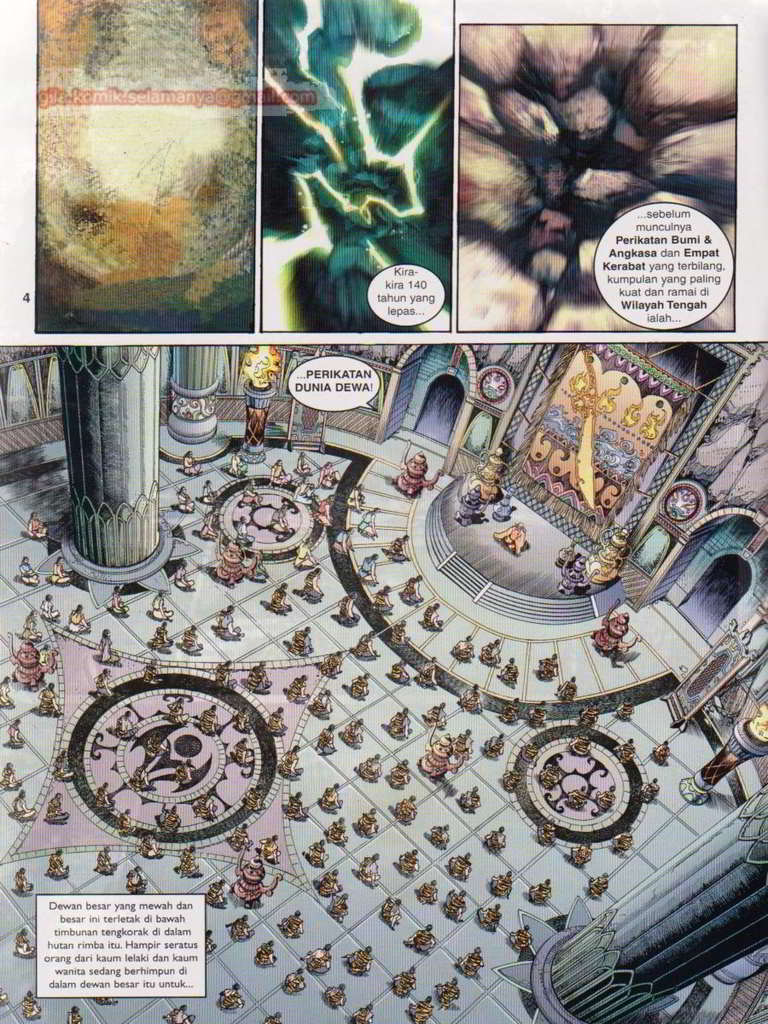 gila-komik-selamanya@gmail.com
Kira-
kira 140
tahun yang
lepas...
...sebelum
munculnya
Perikatan Bumi &
Angkasa dan Empat
Kerabat yang terbilang,
kumpulan yang paling
kuat dan ramai di
Wilayah Tengah
ialah...
4
...PERIKATAN
DUNIA DEWA!
Dewan besar yang mewah dan
besar ini terletak di bawah
timbunan tengkorak di dalam
hutan rimba itu. Hampir seratus
orang dari kaum lelaki dan kaum
wanita sedang berhimpun di
dalam dewan besar itu untuk...